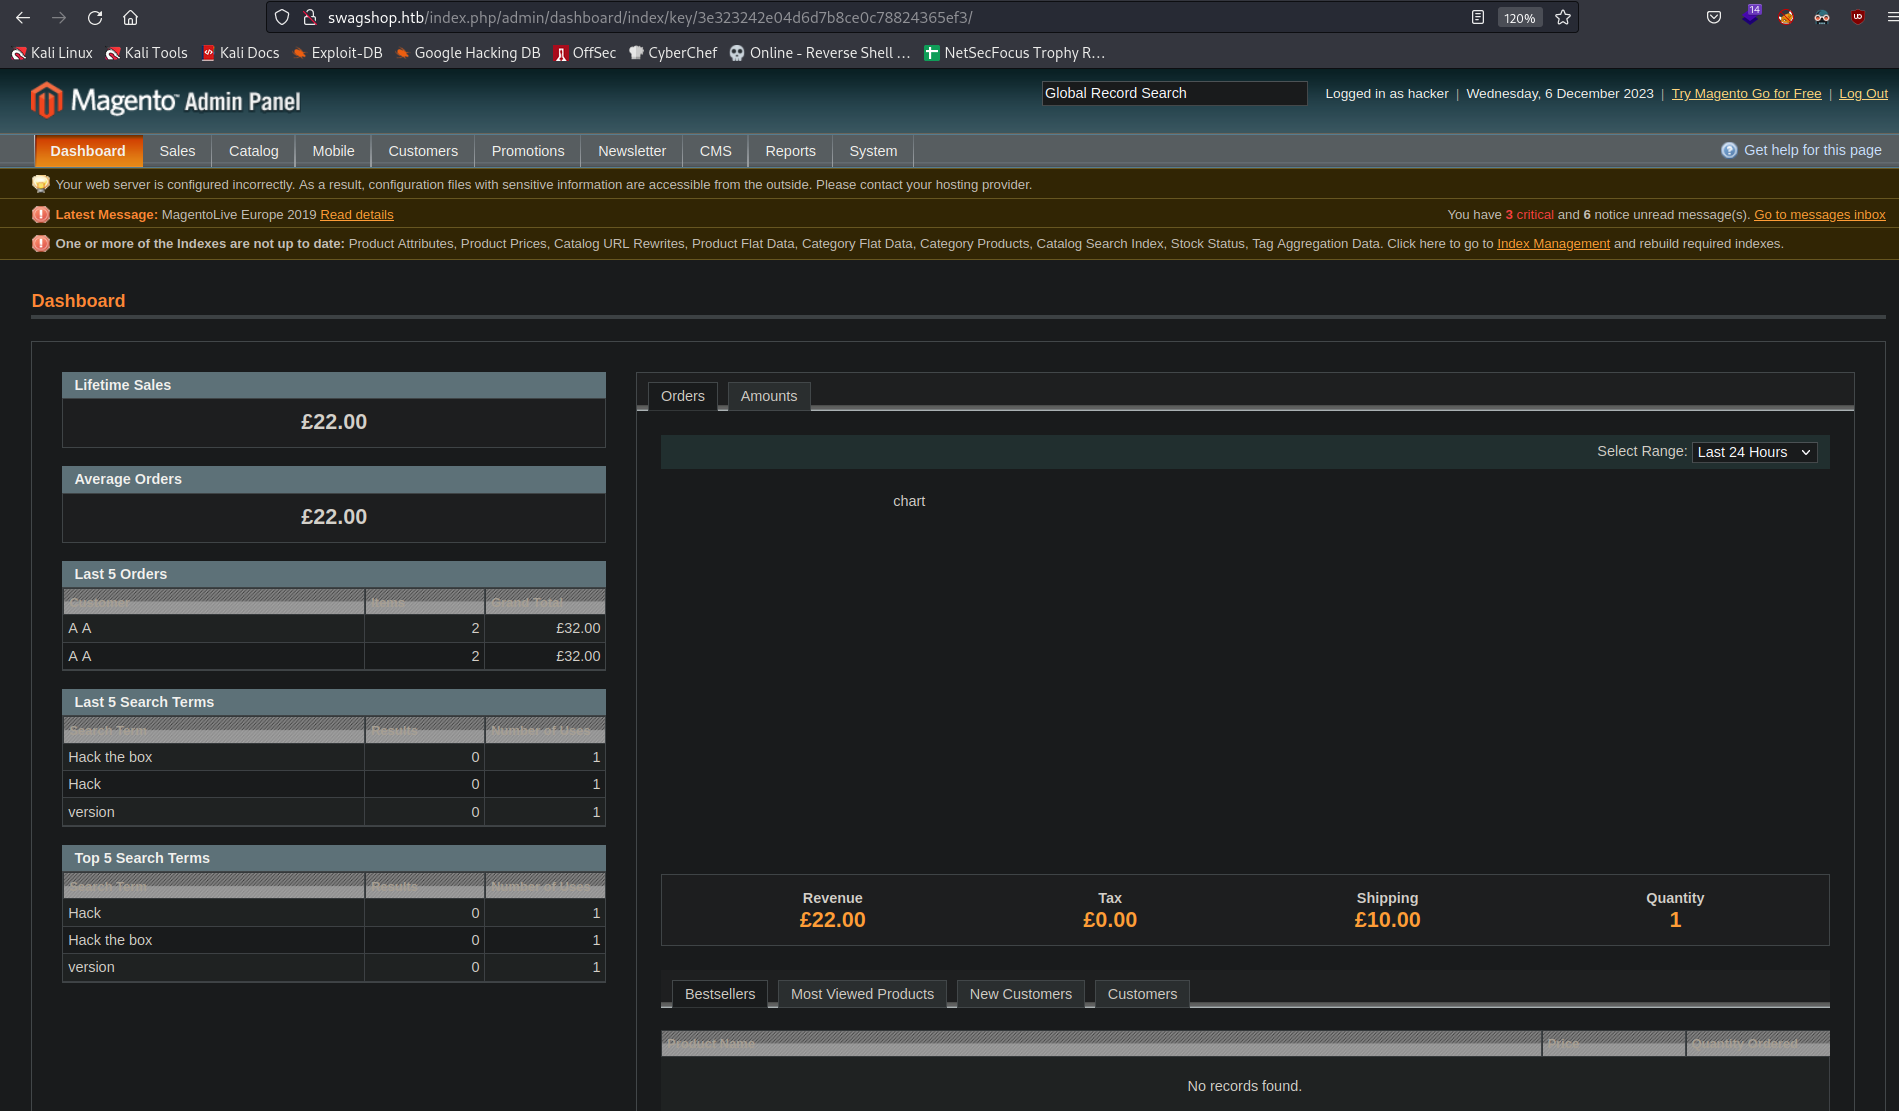 swagshop.htb/index.php/admin/dashboard/index/key/3e323242e04d6d7b8ce0c78824365ef3/
120%
14
Kali Linux Kali Tools Kali Docs Exploit-DB Google Hacking DB OffSec CyberChef Online - Reverse Shell ... NetSecFocus Trophy R...
Magento™ Admin Panel
Global Record Search
Logged in as hacker | Wednesday, 6 December 2023 | Try Magento Go for Free | Log Out
Dashboard Sales Catalog Mobile Customers Promotions Newsletter CMS Reports System
Get help for this page
Your web server is configured incorrectly. As a result, configuration files with sensitive information are accessible from the outside. Please contact your hosting provider.
Latest Message: MagentoLive Europe 2019 Read details
You have 3 critical and 6 notice unread message(s). Go to messages inbox
One or more of the Indexes are not up to date: Product Attributes, Product Prices, Catalog URL Rewrites, Product Flat Data, Category Flat Data, Category Products, Catalog Search Index, Stock Status, Tag Aggregation Data. Click here to go to Index Management and rebuild required indexes.
Dashboard
Lifetime Sales
£22.00
Average Orders
£22.00
Last 5 Orders
Customer Items Grand Total
A A 2 £32.00
A A 2 £32.00
Last 5 Search Terms
Search Term Results Number of Uses
Hack the box 0 1
Hack 0 1
version 0 1
Top 5 Search Terms
Search Term Results Number of Uses
Hack 0 1
Hack the box 0 1
version 0 1
Orders Amounts
Select Range: Last 24 Hours
chart
Revenue Tax Shipping Quantity
£22.00 £0.00 £10.00 1
Bestsellers Most Viewed Products New Customers Customers
Product Name Price Quantity Ordered
No records found.